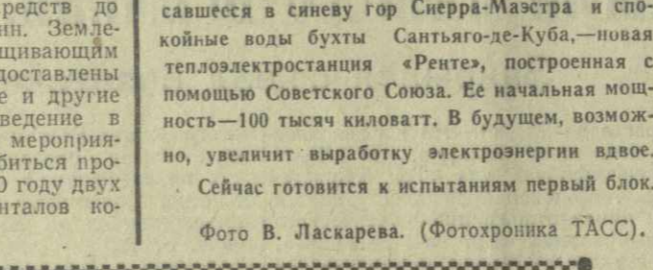 редств до
ин. Земле-
щивающим
доставлены
е и другие
ведение в
мероприя-
биться про-
0 году двух
нталов ко-
савшееся в синеву гор Сиерра-Маэстра и спо-
койные воды бухты Сантьяго-де-Куба,—новая
теплоэлектростанция «Ренте», построенная с
помощью Советского Союза. Ее начальная мощ-
ность—100 тысяч киловатт. В будущем, возмож-
но, увеличит выработку электроэнергии вдвое.
Сейчас готовится к испытаниям первый блок.
Фото В. Ласкарева. (Фотохроника ТАСС).